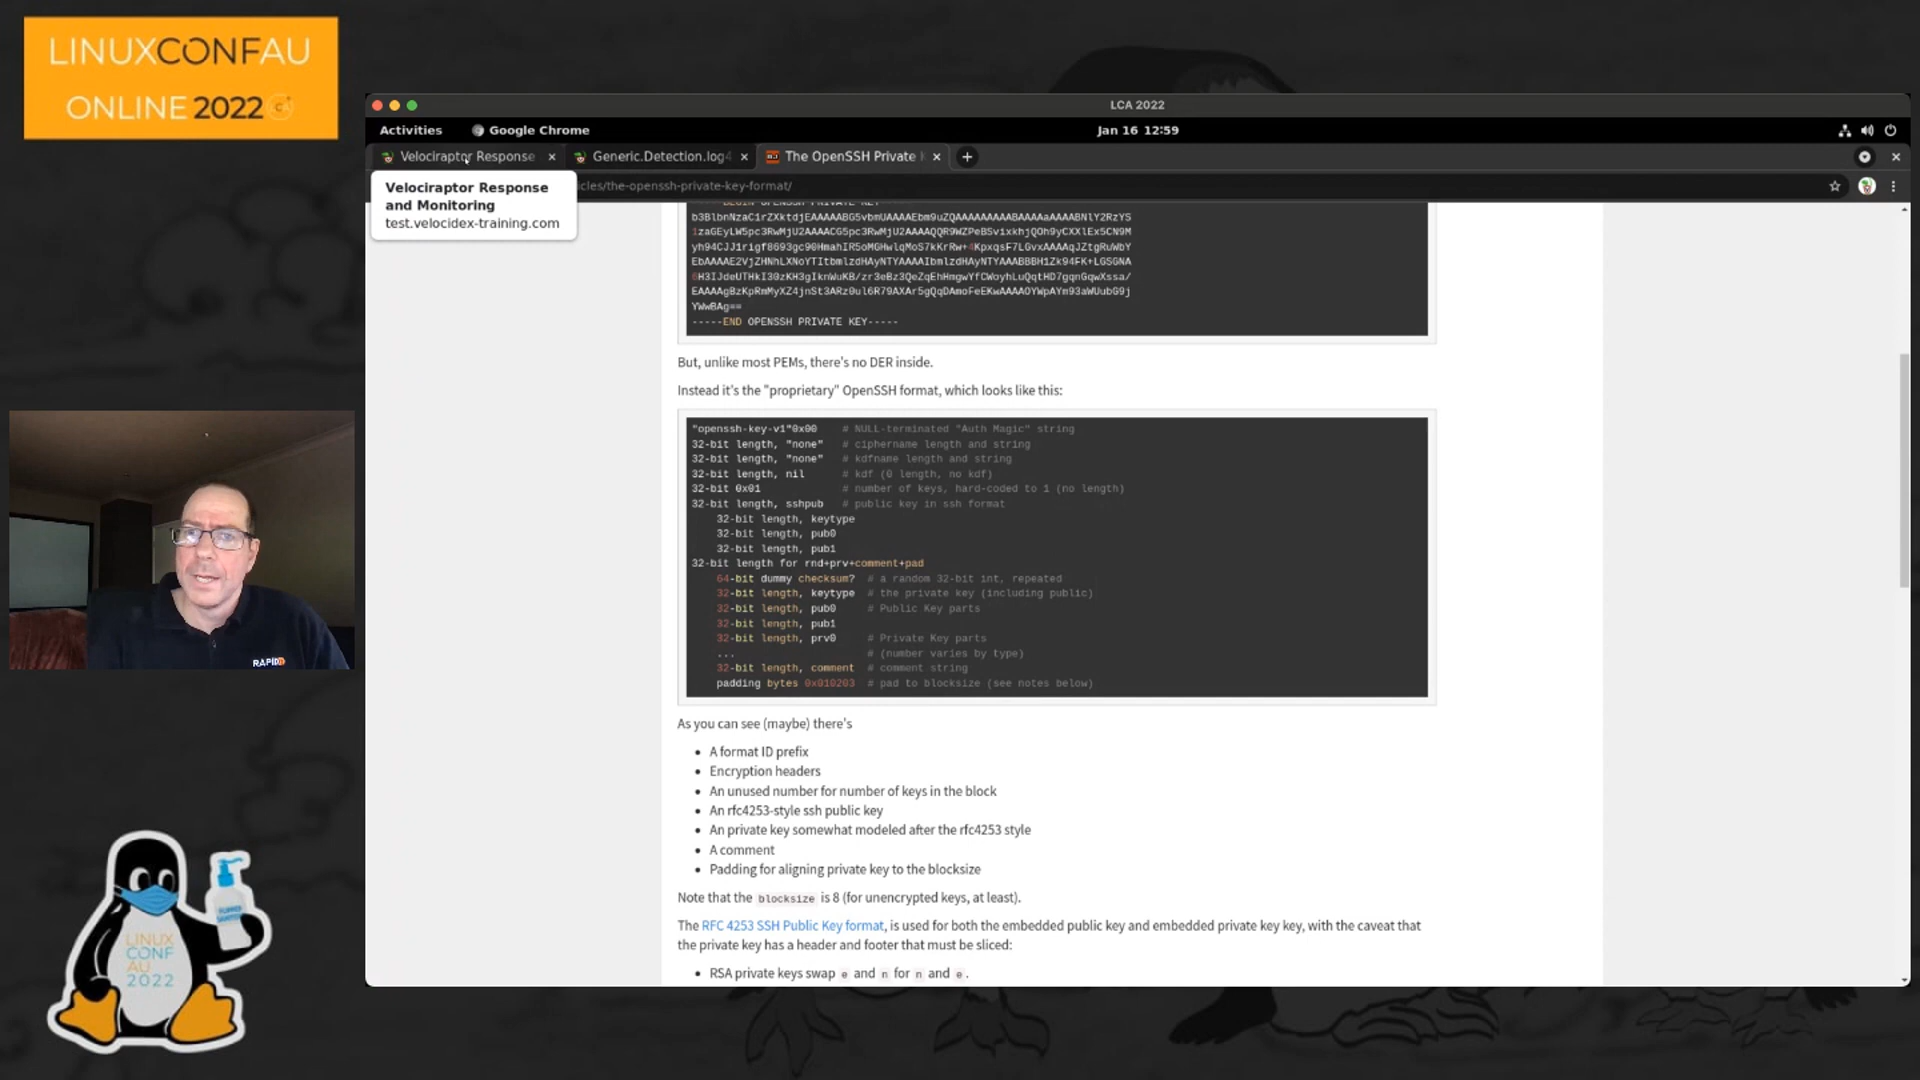 LINUXCONFAU
ONLINE 2022
LCA 2022
Activities
Google Chrome
Jan 16 12:59
Velociraptor Response
Generic.Detection.log4
The OpenSSH Private
Velociraptor Response
and Monitoring
test.velocidex-training.com
icles/the-openssh-private-key-format/
-----BEGIN OPENSSH PRIVATE KEY-----
-----END OPENSSH PRIVATE KEY-----
But, unlike most PEMs, there's no DER inside.
Instead it's the "proprietary" OpenSSH format, which looks like this:
"openssh-key-v1"0x00 # NULL-terminated "Auth Magic" string
32-bit length, "none" # ciphername length and string
32-bit length, "none" # kdfname length and string
32-bit length, nil # kdf (0 length, no kdf)
32-bit 0x01 # number of keys, hard-coded to 1 (no length)
32-bit length, sshpub # public key in ssh format
32-bit length, keytype
32-bit length, pub0
32-bit length, pub1
32-bit length for rnd+prv+comment+pad
64-bit dummy checksum? # a random 32-bit int, repeated
32-bit length, keytype # the private key (including public)
32-bit length, pub0 # Public Key parts
32-bit length, pub1
32-bit length, prv0 # Private Key parts
... # (number varies by type)
32-bit length, comment # comment string
padding bytes 0x010203 # pad to blocksize (see notes below)
As you can see (maybe) there's
• A format ID prefix
• Encryption headers
• An unused number for number of keys in the block
• An rfc4253-style ssh public key
• An private key somewhat modeled after the rfc4253 style
• A comment
• Padding for aligning private key to the blocksize
Note that the blocksize is 8 (for unencrypted keys, at least).
The RFC 4253 SSH Public Key format, is used for both the embedded public key and embedded private key key, with the caveat that
the private key has a header and footer that must be sliced:
• RSA private keys swap e and n for n and e.
RAPID7
LINUX
CONF
AU
2022